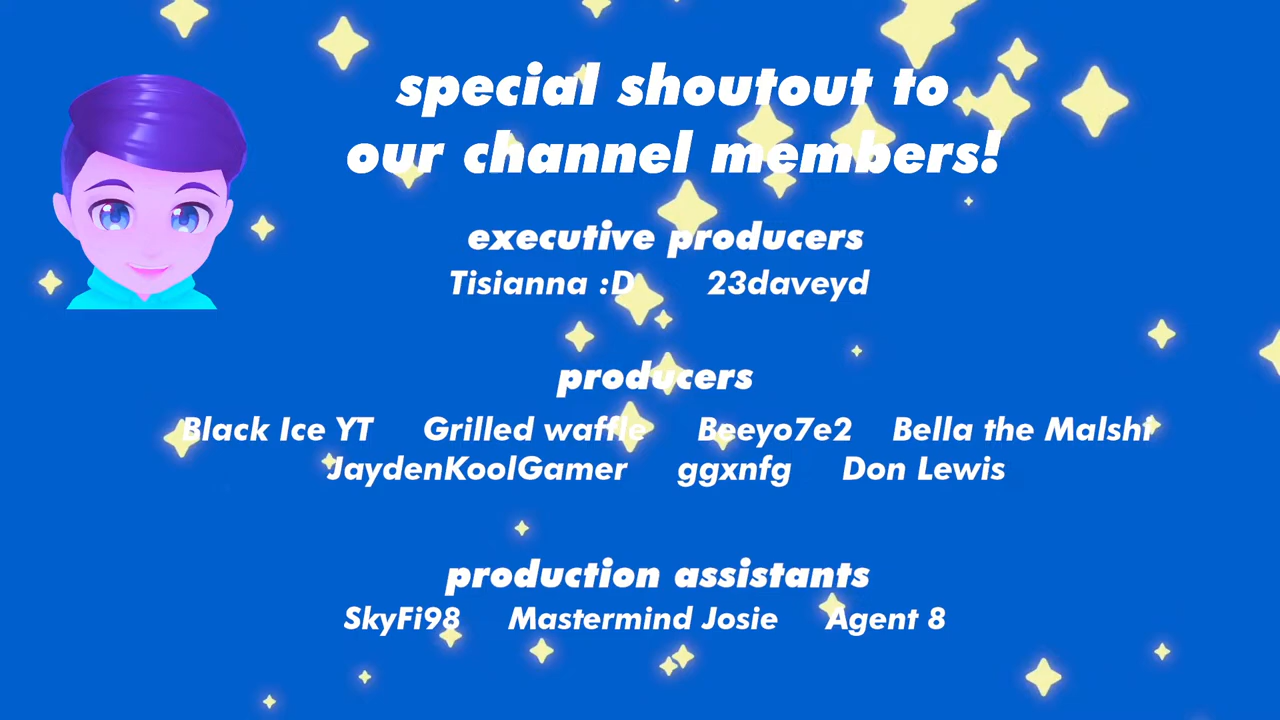 special shoutout to
our channel members!
executive producers
Tisianna :D 23daveyd
producers
Black Ice YT Grilled waffle Beeyo7e2 Bella the Malshi
JaydenKoolGamer ggxnfg Don Lewis
production assistants
SkyFi98 Mastermind Josie Agent 8